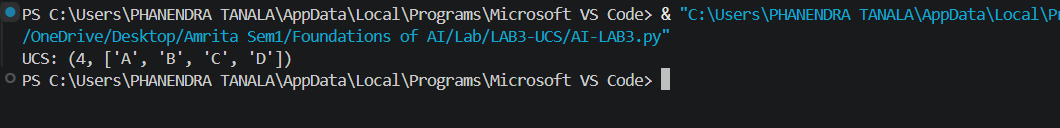 PS C:\Users\PHANENDRA TANALA\AppData\Local\Programs\Microsoft VS Code> & "C:\Users\PHANENDRA TANALA\AppData\Local\Pr
/OneDrive/Desktop/Amrita Sem1/Foundations of AI/Lab/LAB3-UCS/AI-LAB3.py"
UCS: (4, ['A', 'B', 'C', 'D'])
PS C:\Users\PHANENDRA TANALA\AppData\Local\Programs\Microsoft VS Code>